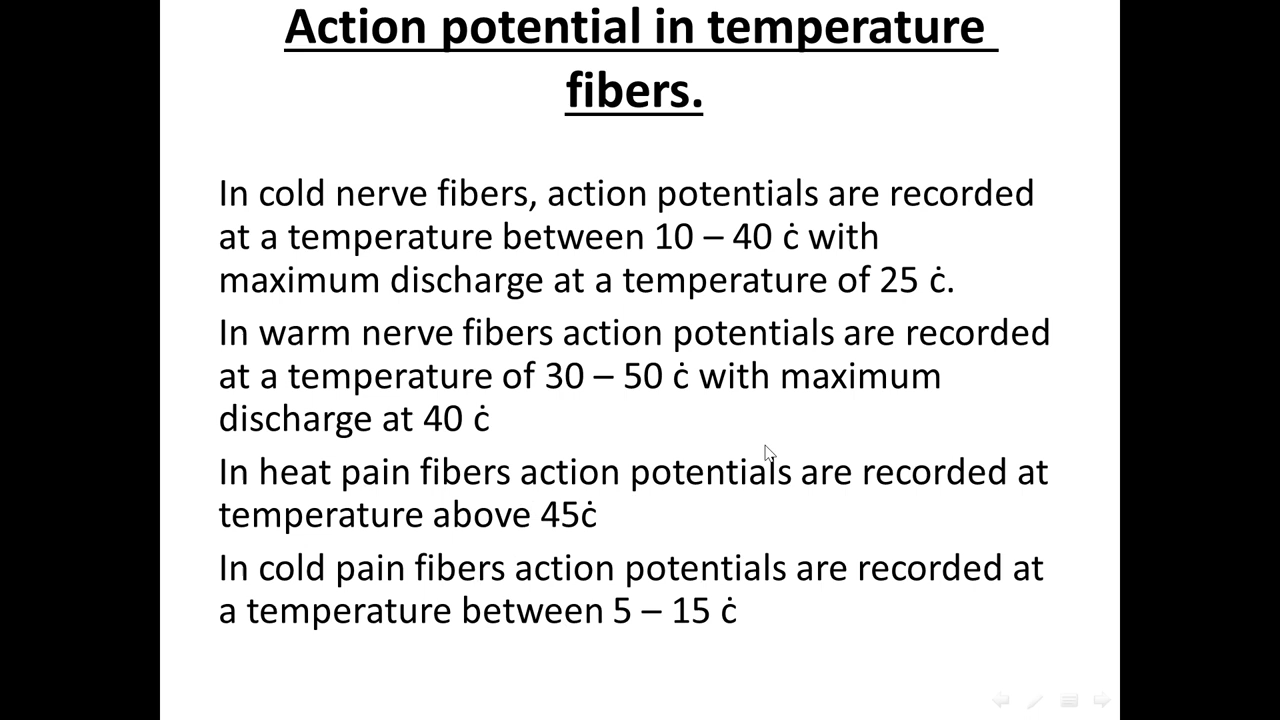 Action potential in temperature
fibers.
In cold nerve fibers, action potentials are recorded
at a temperature between 10 – 40 ċ with
maximum discharge at a temperature of 25 ċ.
In warm nerve fibers action potentials are recorded
at a temperature of 30 – 50 ċ with maximum
discharge at 40 ċ
In heat pain fibers action potentials are recorded at
temperature above 45ċ
In cold pain fibers action potentials are recorded at
a temperature between 5 – 15 ċ